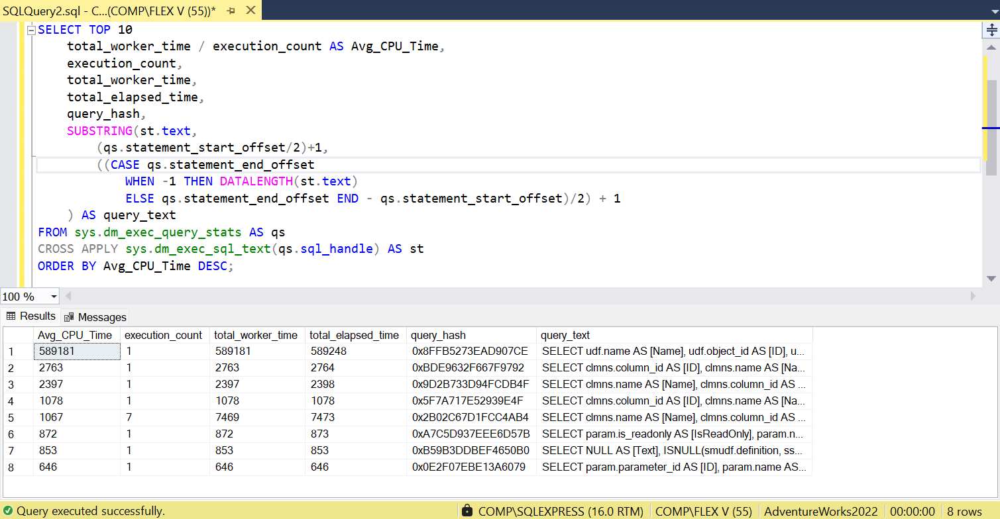 SQLQuery2.sql - C...(COMP\FLEX V (55))*
SELECT TOP 10
total_worker_time / execution_count AS Avg_CPU_Time,
execution_count,
total_worker_time,
total_elapsed_time,
query_hash,
SUBSTRING(st.text,
(qs.statement_start_offset/2)+1,
((CASE qs.statement_end_offset
WHEN -1 THEN DATALENGTH(st.text)
ELSE qs.statement_end_offset END - qs.statement_start_offset)/2) + 1
) AS query_text
FROM sys.dm_exec_query_stats AS qs
CROSS APPLY sys.dm_exec_sql_text(qs.sql_handle) AS st
ORDER BY Avg_CPU_Time DESC;
100 %
Results Messages
Avg_CPU_Time execution_count total_worker_time total_elapsed_time query_hash query_text
1 589181 1 589181 589248 0x8FFB5273EAD907CE SELECT udf.name AS [Name], udf.object_id AS [ID], u...
2 2763 1 2763 2764 0xBDE9632F667F9792 SELECT clmns.column_id AS [ID], clmns.name AS [Na...
3 2397 1 2397 2398 0x9D2B733D94FCDB4F SELECT clmns.name AS [Name], clmns.column_id AS ...
4 1078 1 1078 1078 0x5F7A717E52939E4F SELECT clmns.column_id AS [ID], clmns.name AS [Na...
5 1067 7 7469 7473 0x2B02C67D1FCC4AB4 SELECT clmns.name AS [Name], clmns.column_id AS ...
6 872 1 872 873 0xA7C5D937EEE6D57B SELECT param.is_readonly AS [IsReadOnly], param.n...
7 853 1 853 853 0xB59B3DDBEF4650B0 SELECT NULL AS [Text], ISNULL(smudf.definition, ss...
8 646 1 646 646 0x0E2F07EBE13A6079 SELECT param.parameter_id AS [ID], param.name AS...
Query executed successfully. COMP\SQLEXPRESS (16.0 RTM) COMP\FLEX V (55) AdventureWorks2022 00:00:00 8 rows